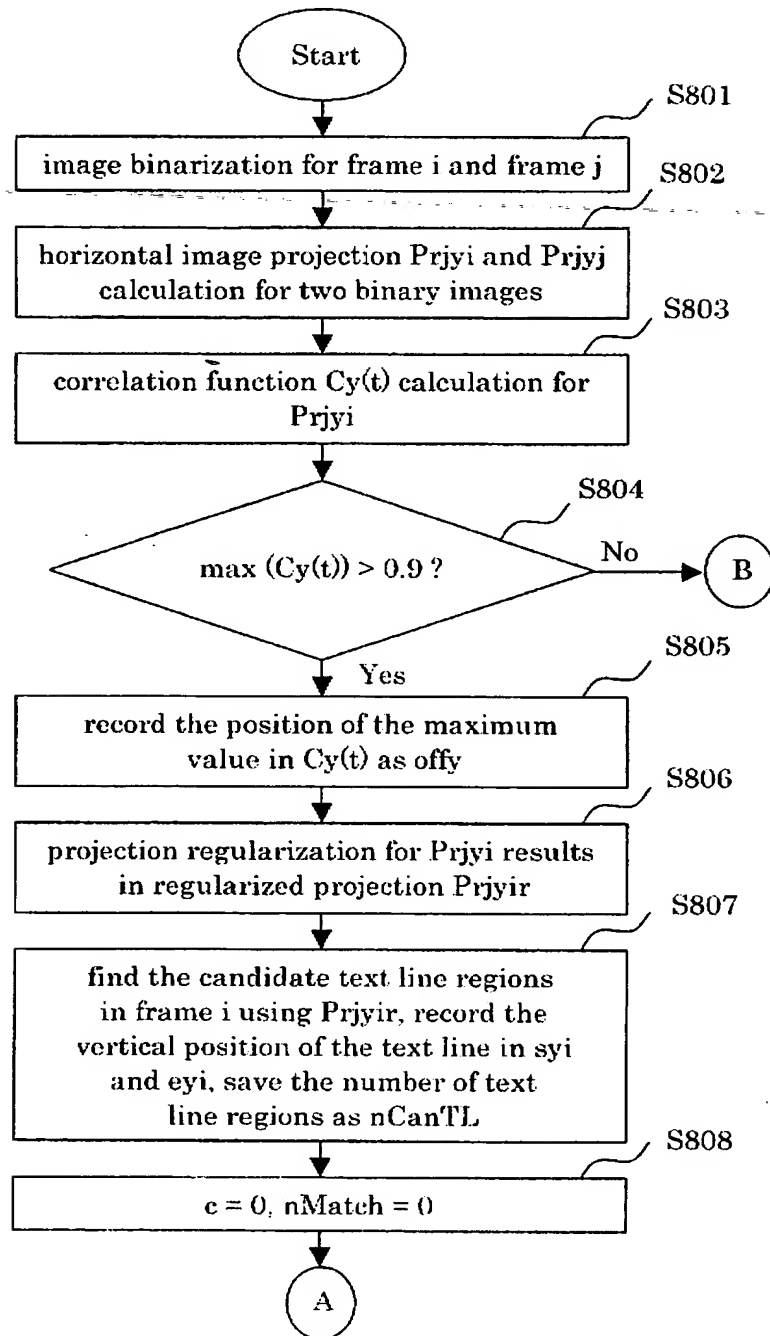 Start
S801
image binarization for frame i and frame j
S802
horizontal image projection Prjyi and Prjyj
calculation for two binary images
S803
correlation function Cy(t) calculation for
Prjyi
S804
max (Cy(t)) > 0.9 ?
No
B
Yes
S805
record the position of the maximum
value in Cy(t) as offy
S806
projection regularization for Prjyi results
in regularized projection Prjyir
S807
find the candidate text line regions
in frame i using Prjyir, record the
vertical position of the text line in syi
and eyi, save the number of text
line regions as nCanTL
S808
c = 0, nMatch = 0
A